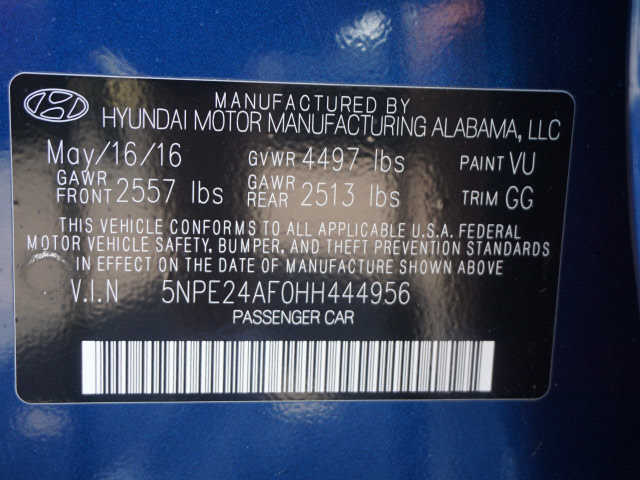 MANUFACTURED BY
HYUNDAI MOTOR MANUFACTURING ALABAMA, LLC
May/16/16 GVWR 4497 lbs PAINT VU
GAWR FRONT 2557 lbs GAWR REAR 2513 lbs TRIM GG
THIS VEHICLE CONFORMS TO ALL APPLICABLE U.S.A. FEDERAL
MOTOR VEHICLE SAFETY, BUMPER, AND THEFT PREVENTION STANDARDS
IN EFFECT ON THE DATE OF MANUFACTURE SHOWN ABOVE
V.I.N 5NPE24AF0HH444956
PASSENGER CAR